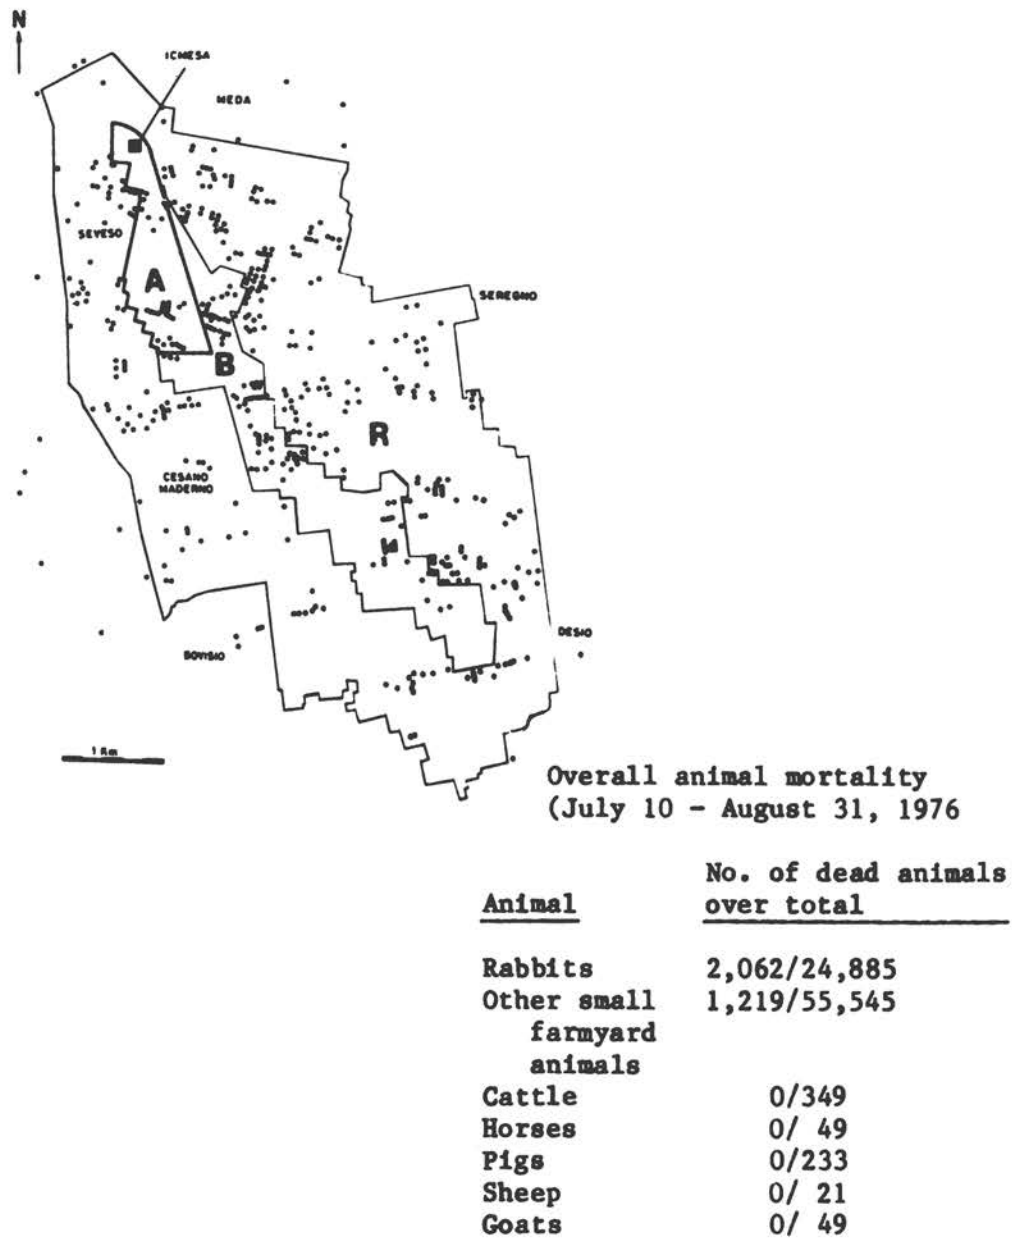 N
ICMESA
MEDA
SEVESO
A
SEREGNO
B
R
CESANO
MADERNO
DESIO
BOVISIO
1 Km
Overall animal mortality
(July 10 - August 31, 1976
No. of dead animals
Animal over total
Rabbits 2,062/24,885
Other small 1,219/55,545
farmyard
animals
Cattle 0/349
Horses 0/ 49
Pigs 0/233
Sheep 0/ 21
Goats 0/ 49